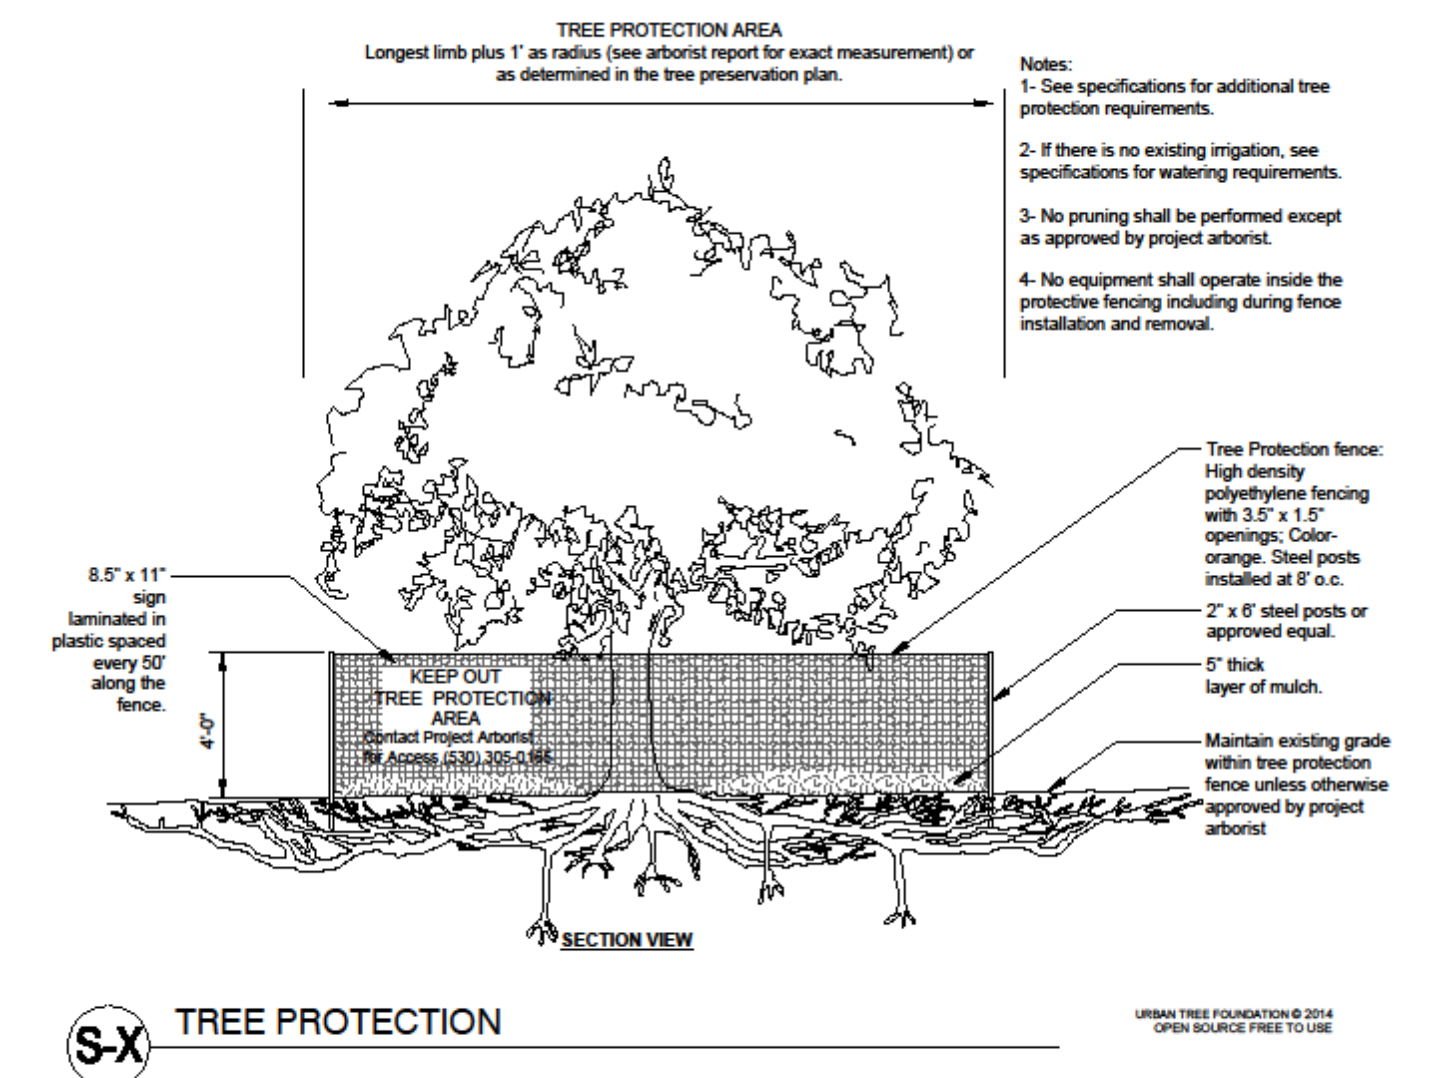 TREE PROTECTION AREA
Longest limb plus 1' as radius (see arborist report for exact measurement) or
as determined in the tree preservation plan.
Notes:
1- See specifications for additional tree
protection requirements.
2- If there is no existing irrigation, see
specifications for watering requirements.
3- No pruning shall be performed except
as approved by project arborist.
4- No equipment shall operate inside the
protective fencing including during fence
installation and removal.
Tree Protection fence:
High density
polyethylene fencing
with 3.5" x 1.5"
openings; Color-
orange. Steel posts
installed at 8' o.c.
2" x 6' steel posts or
approved equal.
5" thick
layer of mulch.
Maintain existing grade
within tree protection
fence unless otherwise
approved by project
arborist
8.5" x 11"
sign
laminated in
plastic spaced
every 50'
along the
fence.
4'-0"
KEEP OUT
TREE PROTECTION
AREA
Contact Project Arborist
for Access (530) 305-0165
SECTION VIEW
S-X
TREE PROTECTION
URBAN TREE FOUNDATION © 2014
OPEN SOURCE FREE TO USE